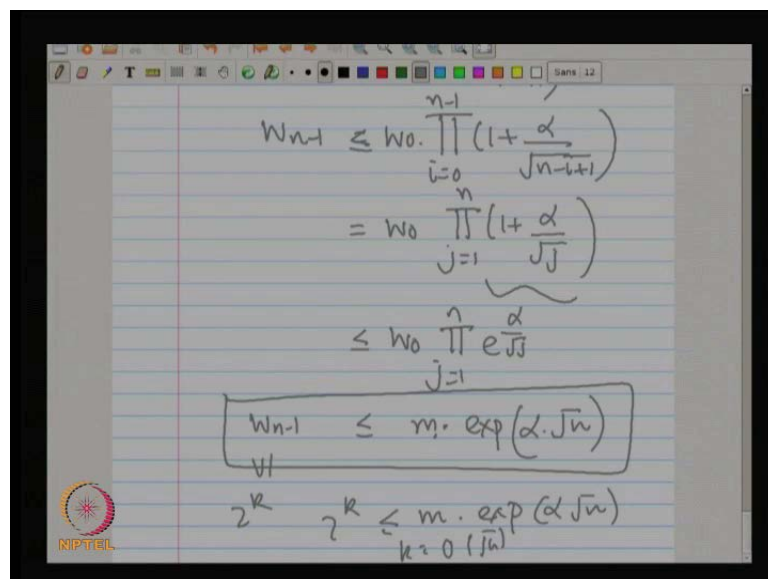 T Sans 12
n-1
Wn-1 ≤ W0. ∏ (1 + α/√n-i+1)
i=0
n
= W0 ∏ (1 + α/√j)
j=1
n
≤ W0 ∏ e^α/√j
j=1
Wn-1 ≤ m. exp(α.√n)
VI
2^k 2^k ≤ m. exp(α√n)
k = O(√n)
NPTEL